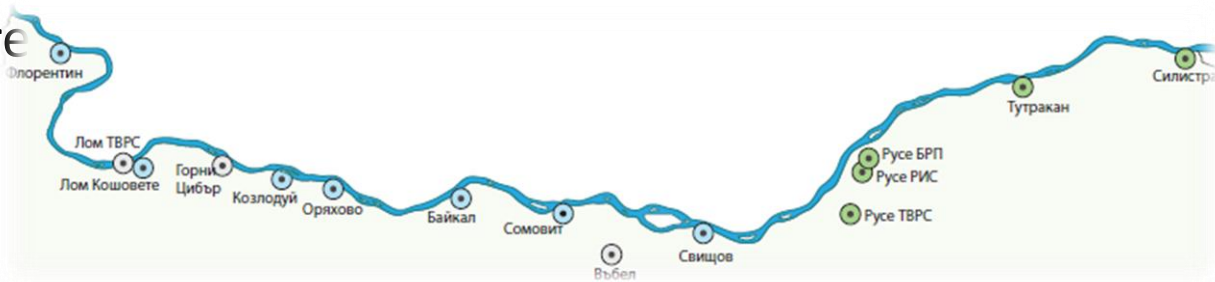 те
Флорентин
Лом ТВРС
Лом Кошовете
Горни
Цибър
Козлодуй
Оряхово
Байкал
Сомовит
Въбел
Свищов
Русе БРП
Русе РИС
Русе ТВРС
Тутракан
Силистра